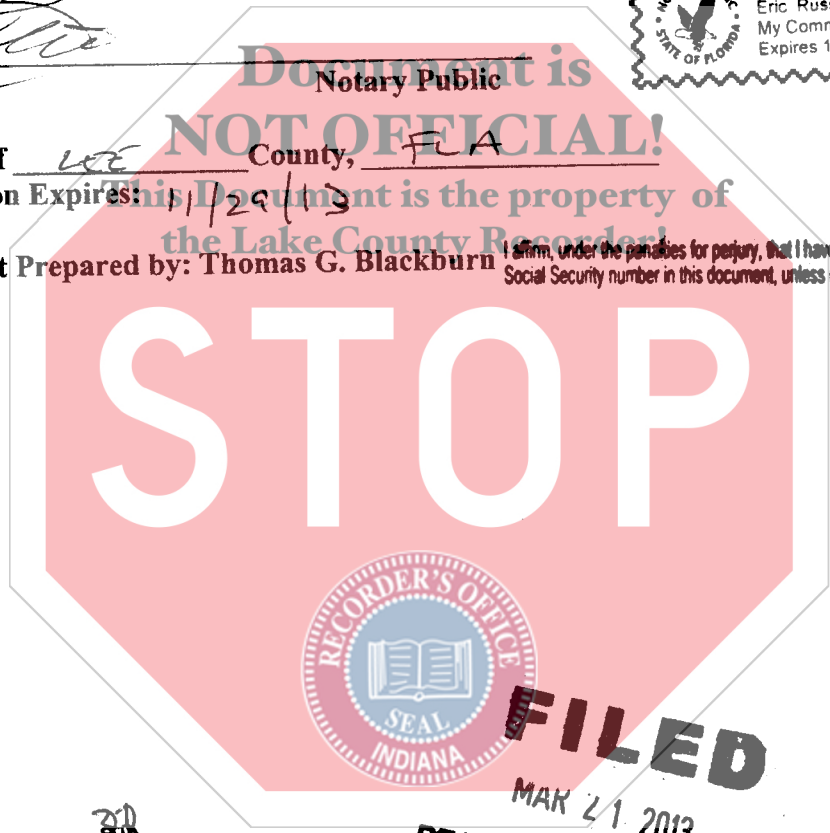 Eric Russ
My Comm
Expires 1
STATE OF FLORIDA
Document is
Notary Public
NOT OFFICIAL!
f LEE County, FLA
This Document is the property of
on Expires: 11/29/13
the Lake County Recorder!
t Prepared by: Thomas G. Blackburn
I affirm, under the penalties for perjury, that I have
Social Security number in this document, unless
STOP
RECORDER'S OFFICE
SEAL
INDIANA
FILED
MAR 21 2013